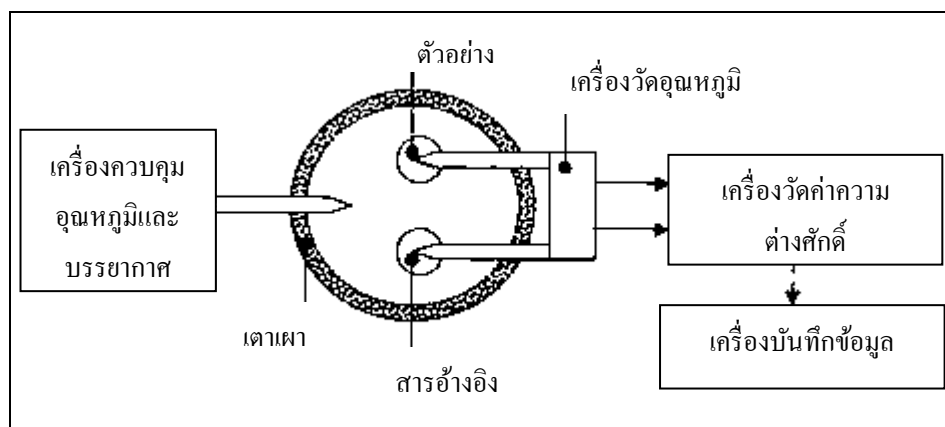 ตัวอย่าง
เครื่องวัดอุณหภูมิ
เครื่องควบคุม
อุณหภูมิและ
บรรยากาศ
เครื่องวัดค่าความ
ต่างศักดิ์
เตาเผา
เครื่องบันทึกข้อมูล
สารอ้างอิง